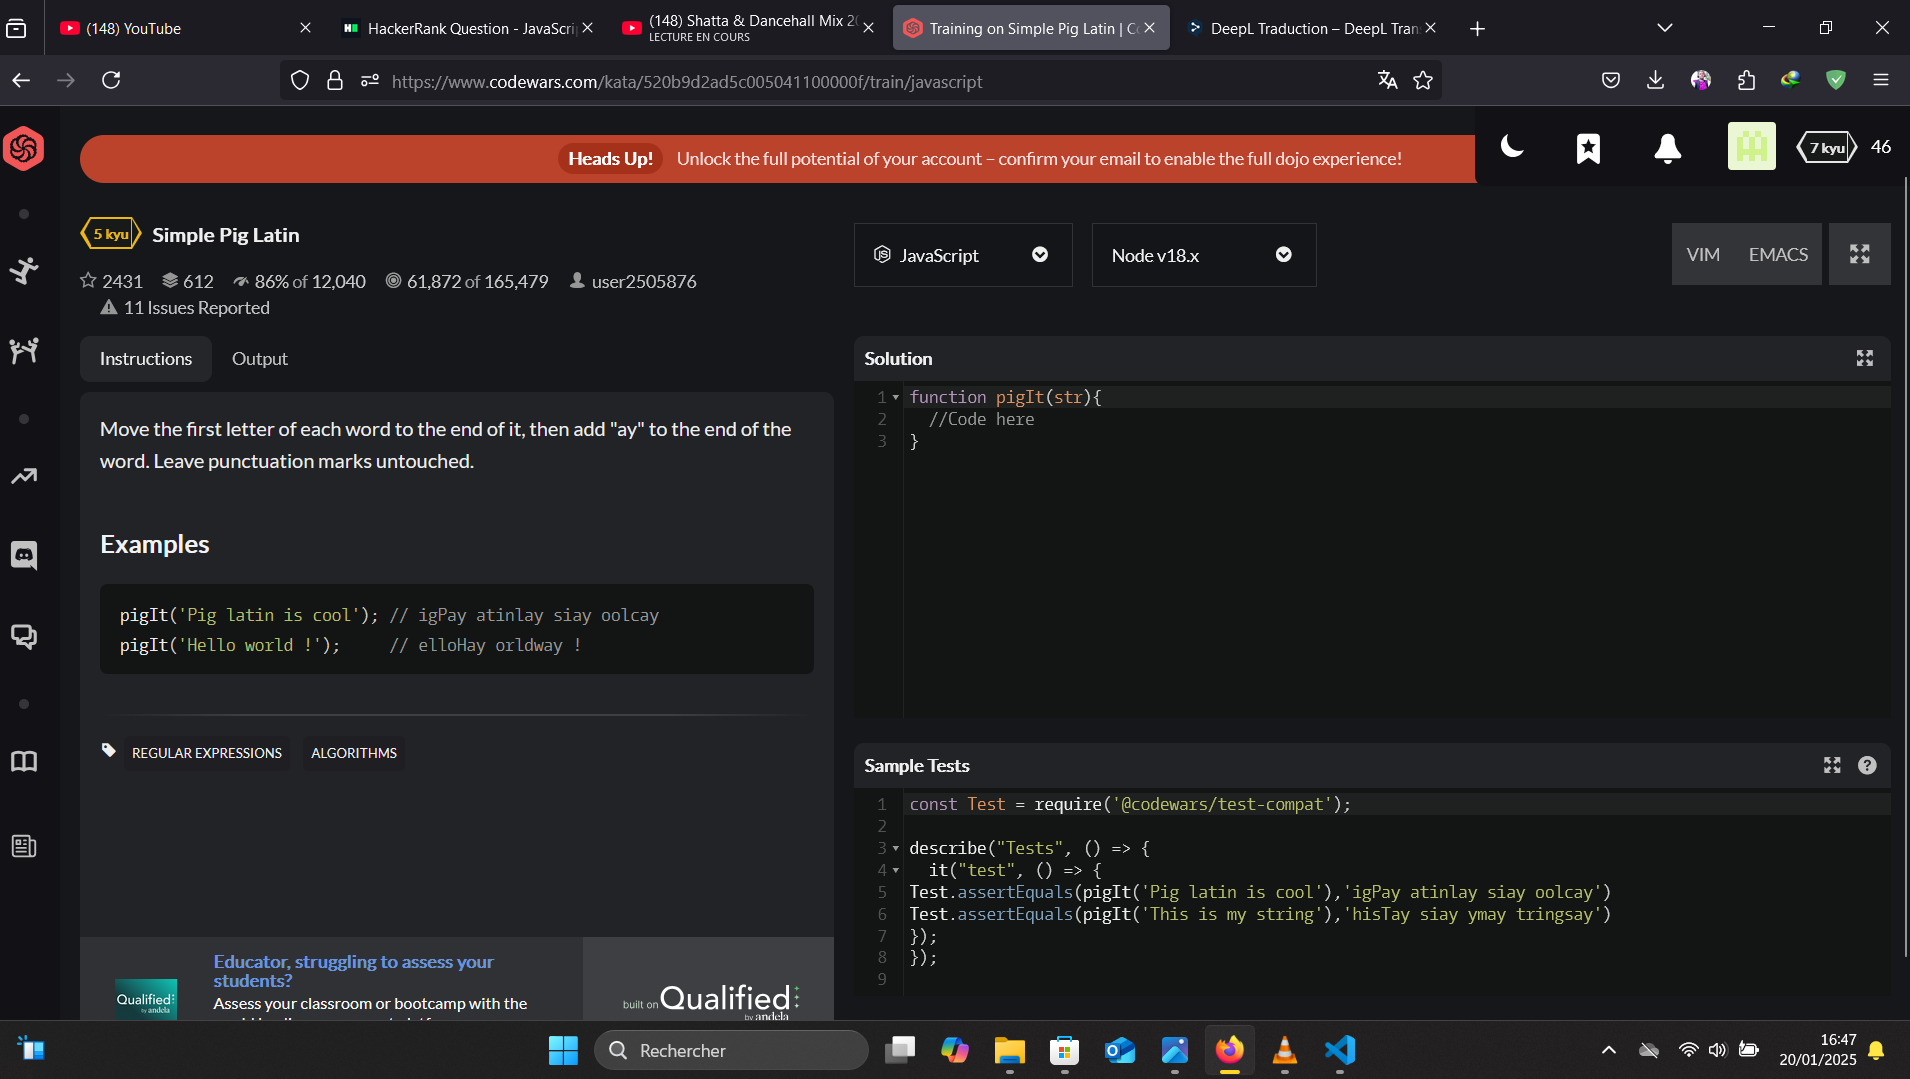 (148) YouTube
HackerRank Question - JavaScri
(148) Shatta & Dancehall Mix 20
LECTURE EN COURS
Training on Simple Pig Latin | Co
DeepL Traduction – DeepL Tran
https://www.codewars.com/kata/520b9d2ad5c005041100000f/train/javascript
Heads Up! Unlock the full potential of your account – confirm your email to enable the full dojo experience!
7 kyu 46
5 kyu Simple Pig Latin
2431 612 86% of 12,040 61,872 of 165,479 user2505876
11 Issues Reported
JavaScript
Node v18.x
VIM EMACS
Instructions Output
Move the first letter of each word to the end of it, then add "ay" to the end of the
word. Leave punctuation marks untouched.
Examples
pigIt('Pig latin is cool'); // igPay atinlay siay oolcay
pigIt('Hello world !');     // elloHay orldway !
REGULAR EXPRESSIONS ALGORITHMS
Educator, struggling to assess your
students?
Assess your classroom or bootcamp with the
Qualified
by andela
built on Qualified
by andela
Solution
1 function pigIt(str){
2   //Code here
3 }
Sample Tests
?
1 const Test = require('@codewars/test-compat');
2
3 describe("Tests", () => {
4   it("test", () => {
5 Test.assertEquals(pigIt('Pig latin is cool'),'igPay atinlay siay oolcay')
6 Test.assertEquals(pigIt('This is my string'),'hisTay siay ymay tringsay')
7 });
8 });
9
Rechercher
16:47
20/01/2025